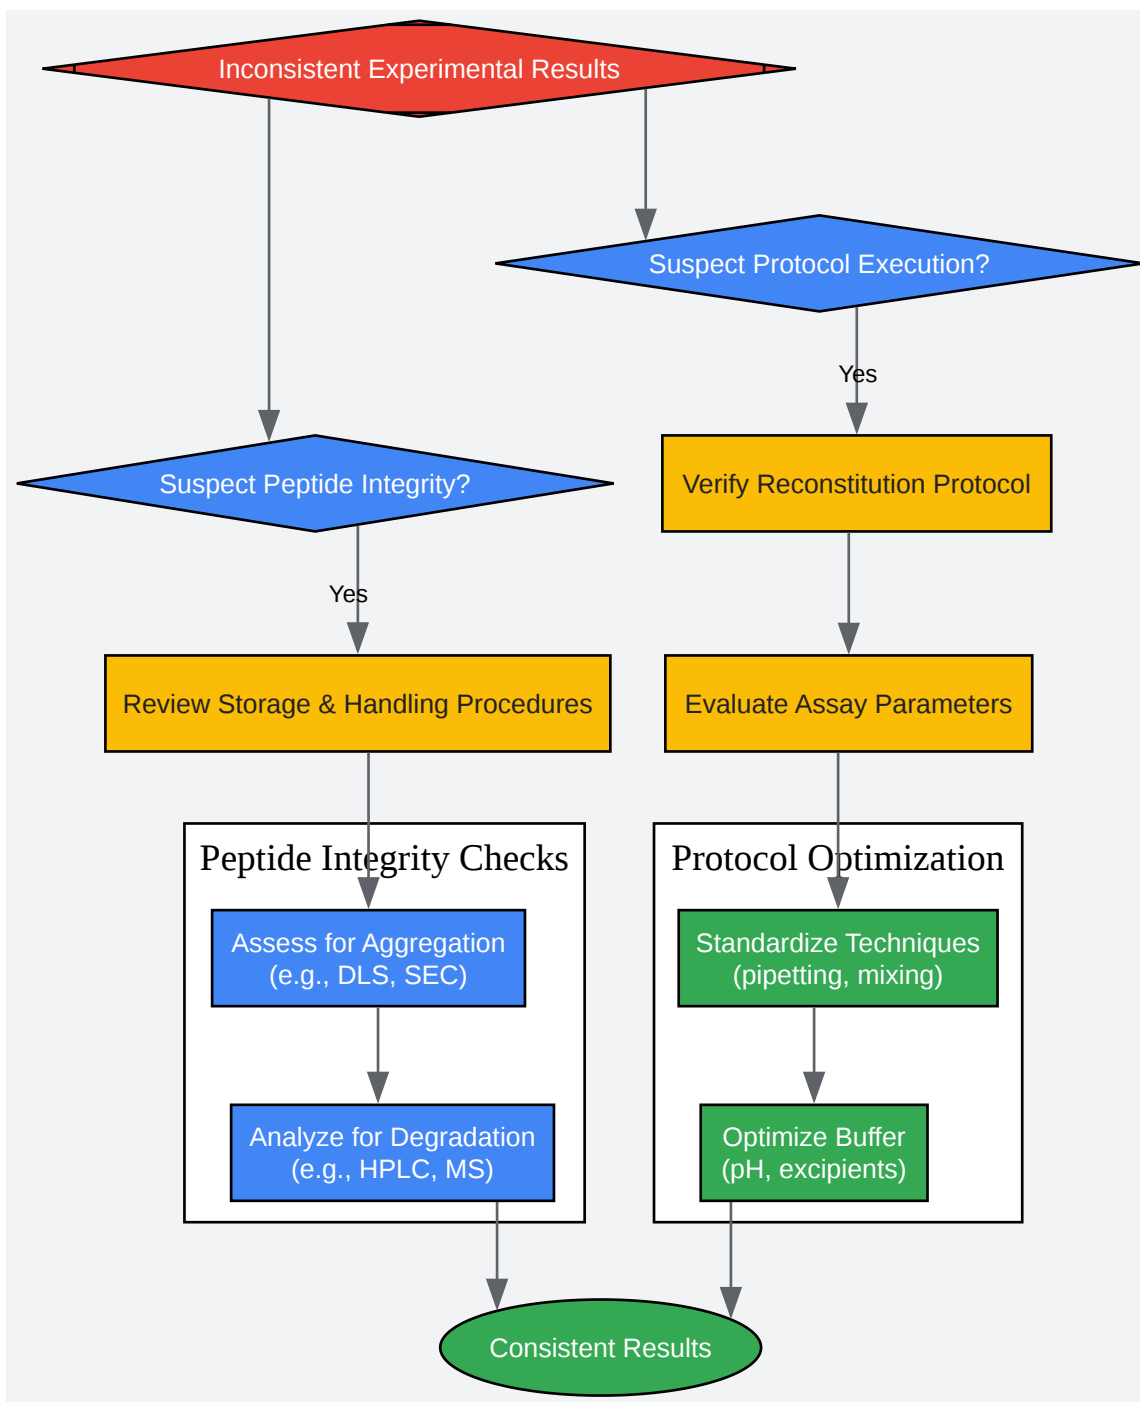 Inconsistent Experimental Results
Suspect Protocol Execution?
Yes
Suspect Peptide Integrity?
Verify Reconstitution Protocol
Yes
Review Storage & Handling Procedures
Evaluate Assay Parameters
Peptide Integrity Checks
Protocol Optimization
Assess for Aggregation
(e.g., DLS, SEC)
Standardize Techniques
(pipetting, mixing)
Analyze for Degradation
(e.g., HPLC, MS)
Optimize Buffer
(pH, excipients)
Consistent Results